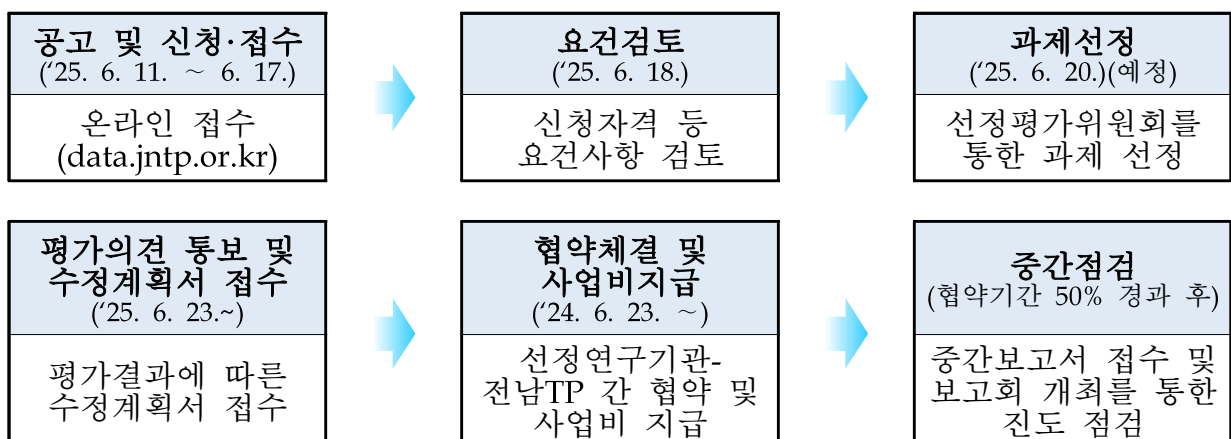 공고 및 신청·접수
(‘25. 6. 11. ~ 6. 17.)
온라인 접수
(data.jntp.or.kr)
요건검토
(‘25. 6. 18.)
신청자격 등
요건사항 검토
과제선정
(‘25. 6. 20.)(예정)
선정평가위원회를
통한 과제 선정
평가의견 통보 및
수정계획서 접수
(‘25. 6. 23.~)
평가결과에 따른
수정계획서 접수
협약체결 및
사업비지급
(‘24. 6. 23. ~)
선정연구기관-
전남TP 간 협약 및
사업비 지급
중간점검
(협약기간 50% 경과 후)
중간보고서 접수 및
보고회 개최를 통한
진도 점검